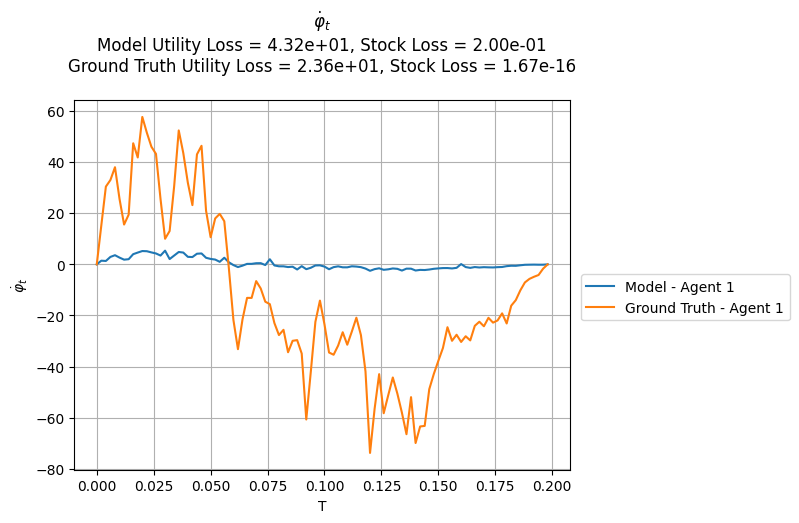 φ̇ₜ
Model Utility Loss = 4.32e+01, Stock Loss = 2.00e-01
Ground Truth Utility Loss = 2.36e+01, Stock Loss = 1.67e-16
60
40
20
0
−20
−40
−60
−80
φ̇ₜ
0.000
0.025
0.050
0.075
0.100
0.125
0.150
0.175
0.200
T
Model - Agent 1
Ground Truth - Agent 1